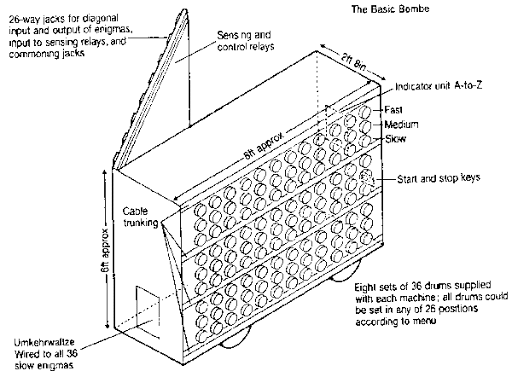 The Basic Bombe
26-way jacks for diagonal
input and output of enigmas,
input to sensing relays, and
commoning jacks
Sensing and
control relays
2ft 8in
Indicator unit A-to-Z
Fast
Medium
Slow
8ft approx
Start and stop keys
Cable
trunking
6ft approx
Eight sets of 36 drums supplied
with each machine; all drums could
be set in any of 26 positions
according to menu
Umkehrwaltze
Wired to all 36
slow enigmas